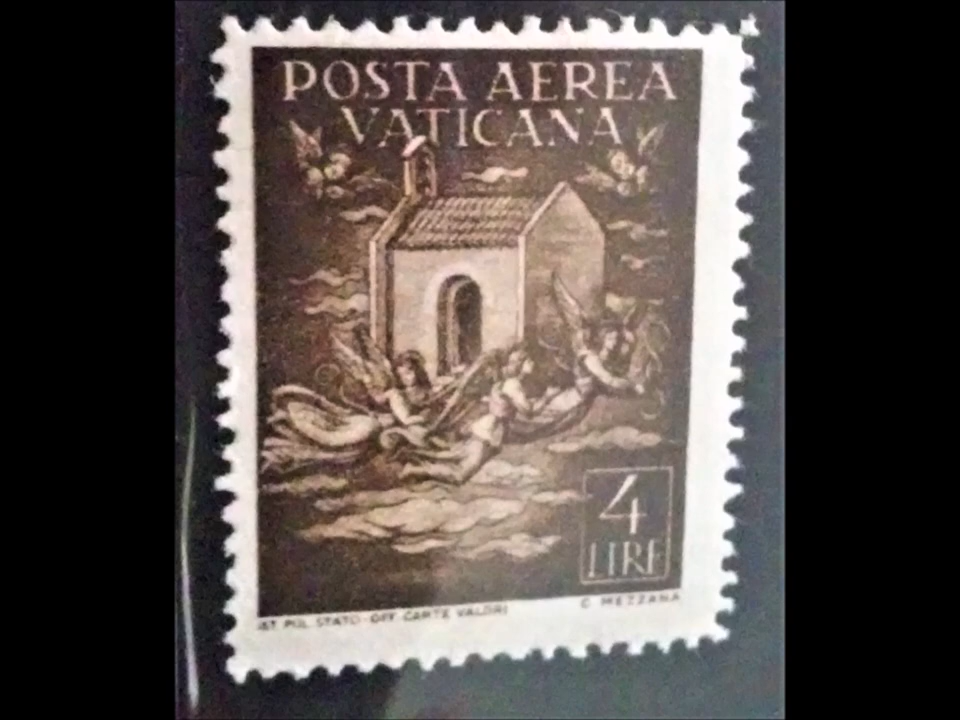 POSTA AEREA
VATICANA
4
LIRE
IST. POL. STATO - OFF. CARTE VALORI
C. MEZZANA